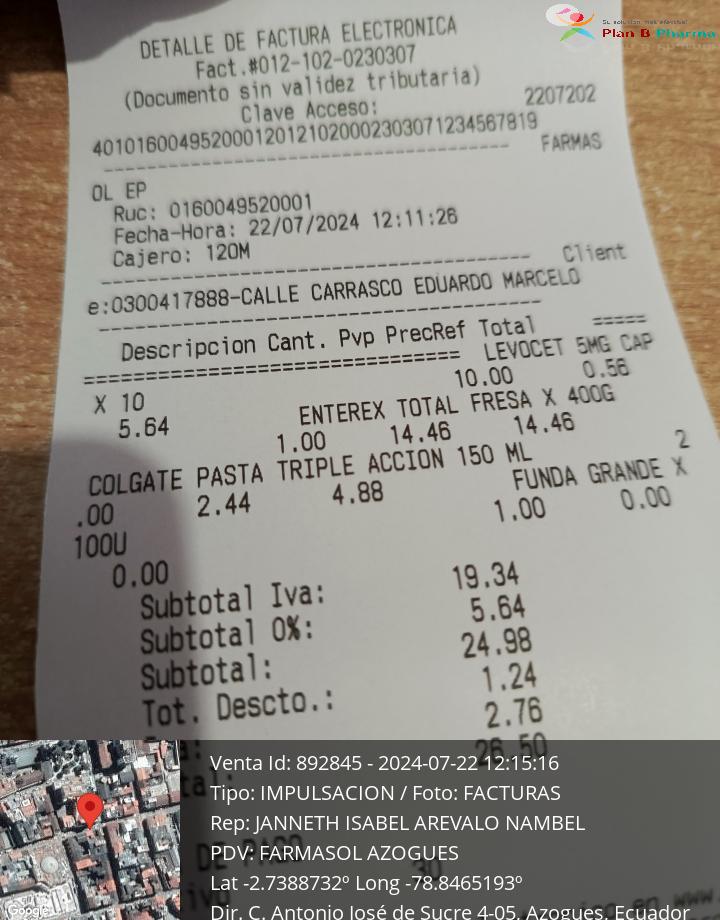 Su solucion, mas efectiva!
Plan B Pharma
DETALLE DE FACTURA ELECTRONICA
Fact.#012-102-0230307
(Documento sin validez tributaria)
Clave Acceso: 2207202
401016004952000120121020002303071234567819
FARMAS
OL EP
Ruc: 0160049520001
Fecha-Hora: 22/07/2024 12:11:26
Cajero: 120M
Client
e:0300417888-CALLE CARRASCO EDUARDO MARCELO
Descripcion Cant. Pvp PrecRef Total
LEVOCET 5MG CAP
X 10 10.00 0.56
5.64 ENTEREX TOTAL FRESA X 400G
1.00 14.46 14.46
COLGATE PASTA TRIPLE ACCION 150 ML 2
.00 2.44 4.88 FUNDA GRANDE X
100U 1.00 0.00
0.00
Subtotal Iva: 19.34
Subtotal 0%: 5.64
Subtotal: 24.98
Tot. Descto.: 1.24
2.76
26.50
Venta Id: 892845 - 2024-07-22 12:15:16
Tipo: IMPULSACION / Foto: FACTURAS
Rep: JANNETH ISABEL AREVALO NAMBEL
PDV: FARMASOL AZOGUES
Lat -2.7388732º Long -78.8465193º
Dir. C. Antonio José de Sucre 4-05, Azogues, Ecuador
Google